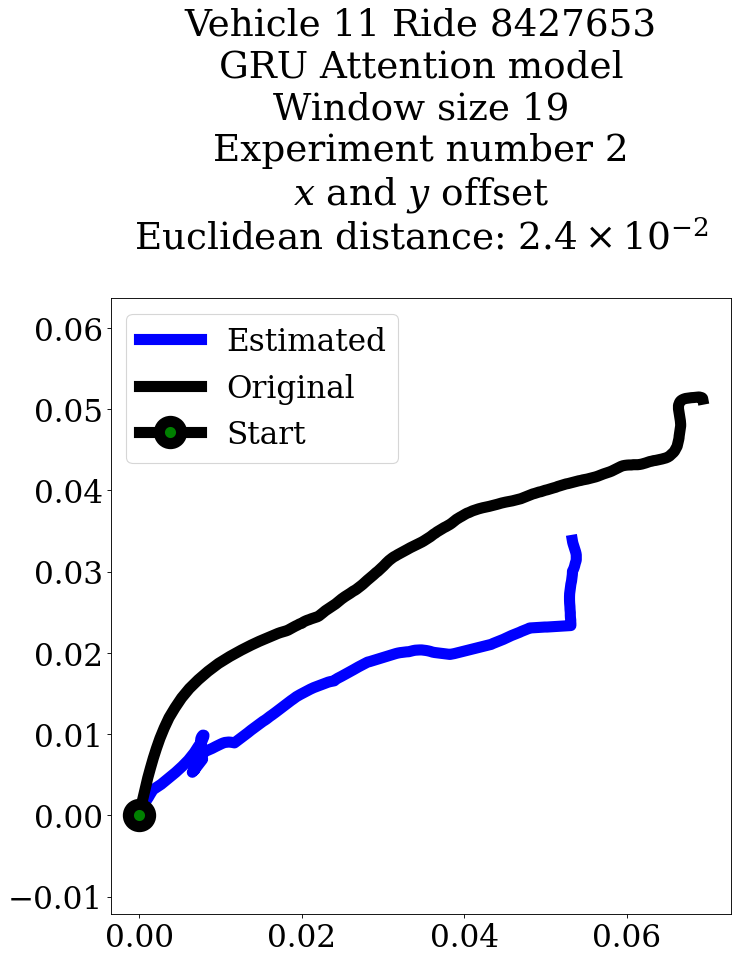 Vehicle 11 Ride 8427653
GRU Attention model
Window size 19
Experiment number 2
x and y offset
Euclidean distance: 2.4 × 10⁻²
Estimated
Original
Start
0.06
0.05
0.04
0.03
0.02
0.01
0.00
−0.01
0.00 0.02 0.04 0.06